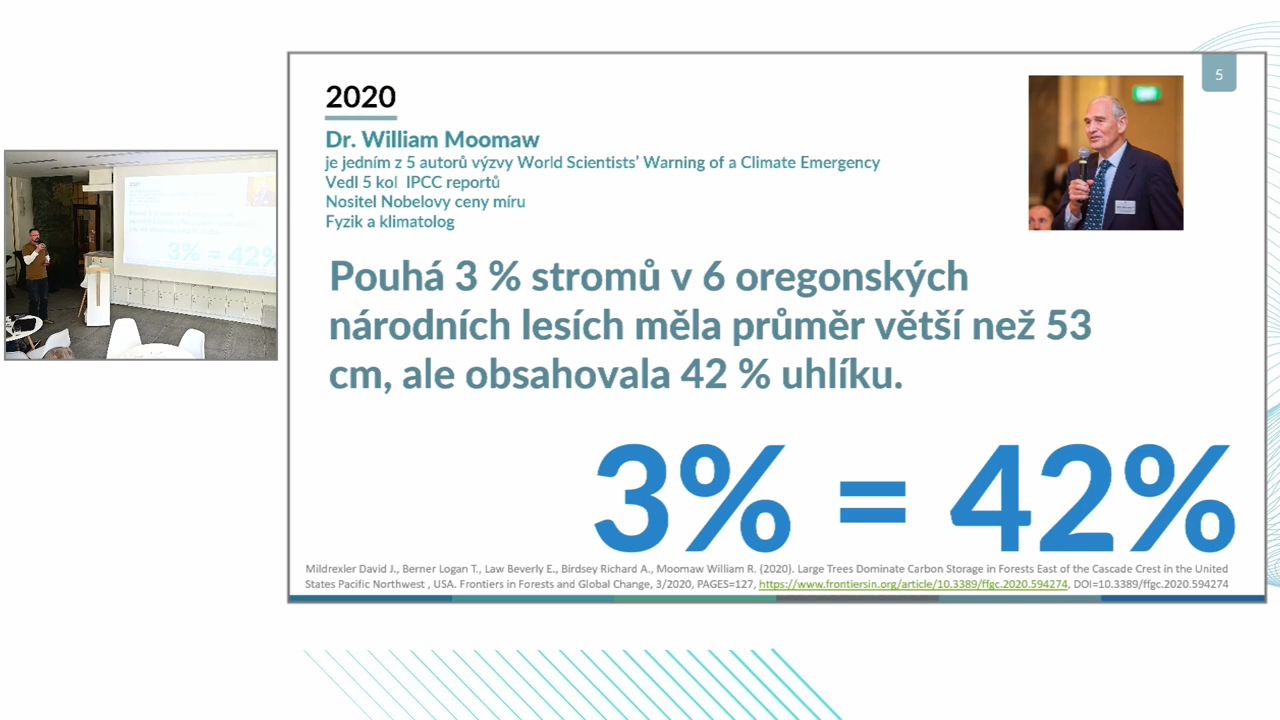 5
2020
Dr. William Moomaw
je jedním z 5 autorů výzvy World Scientists’ Warning of a Climate Emergency
Vedl 5 kol IPCC reportů
Nositel Nobelovy ceny míru
Fyzik a klimatolog
Pouhá 3 % stromů v 6 oregonských
národních lesích měla průměr větší než 53
cm, ale obsahovala 42 % uhlíku.
3% = 42%
Mildrexler David J., Berner Logan T., Law Beverly E., Birdsey Richard A., Moomaw William R. (2020). Large Trees Dominate Carbon Storage in Forests East of the Cascade Crest in the United
States Pacific Northwest , USA. Frontiers in Forests and Global Change, 3/2020, PAGES=127, https://www.frontiersin.org/article/10.3389/ffgc.2020.594274, DOI=10.3389/ffgc.2020.594274
3% = 42%